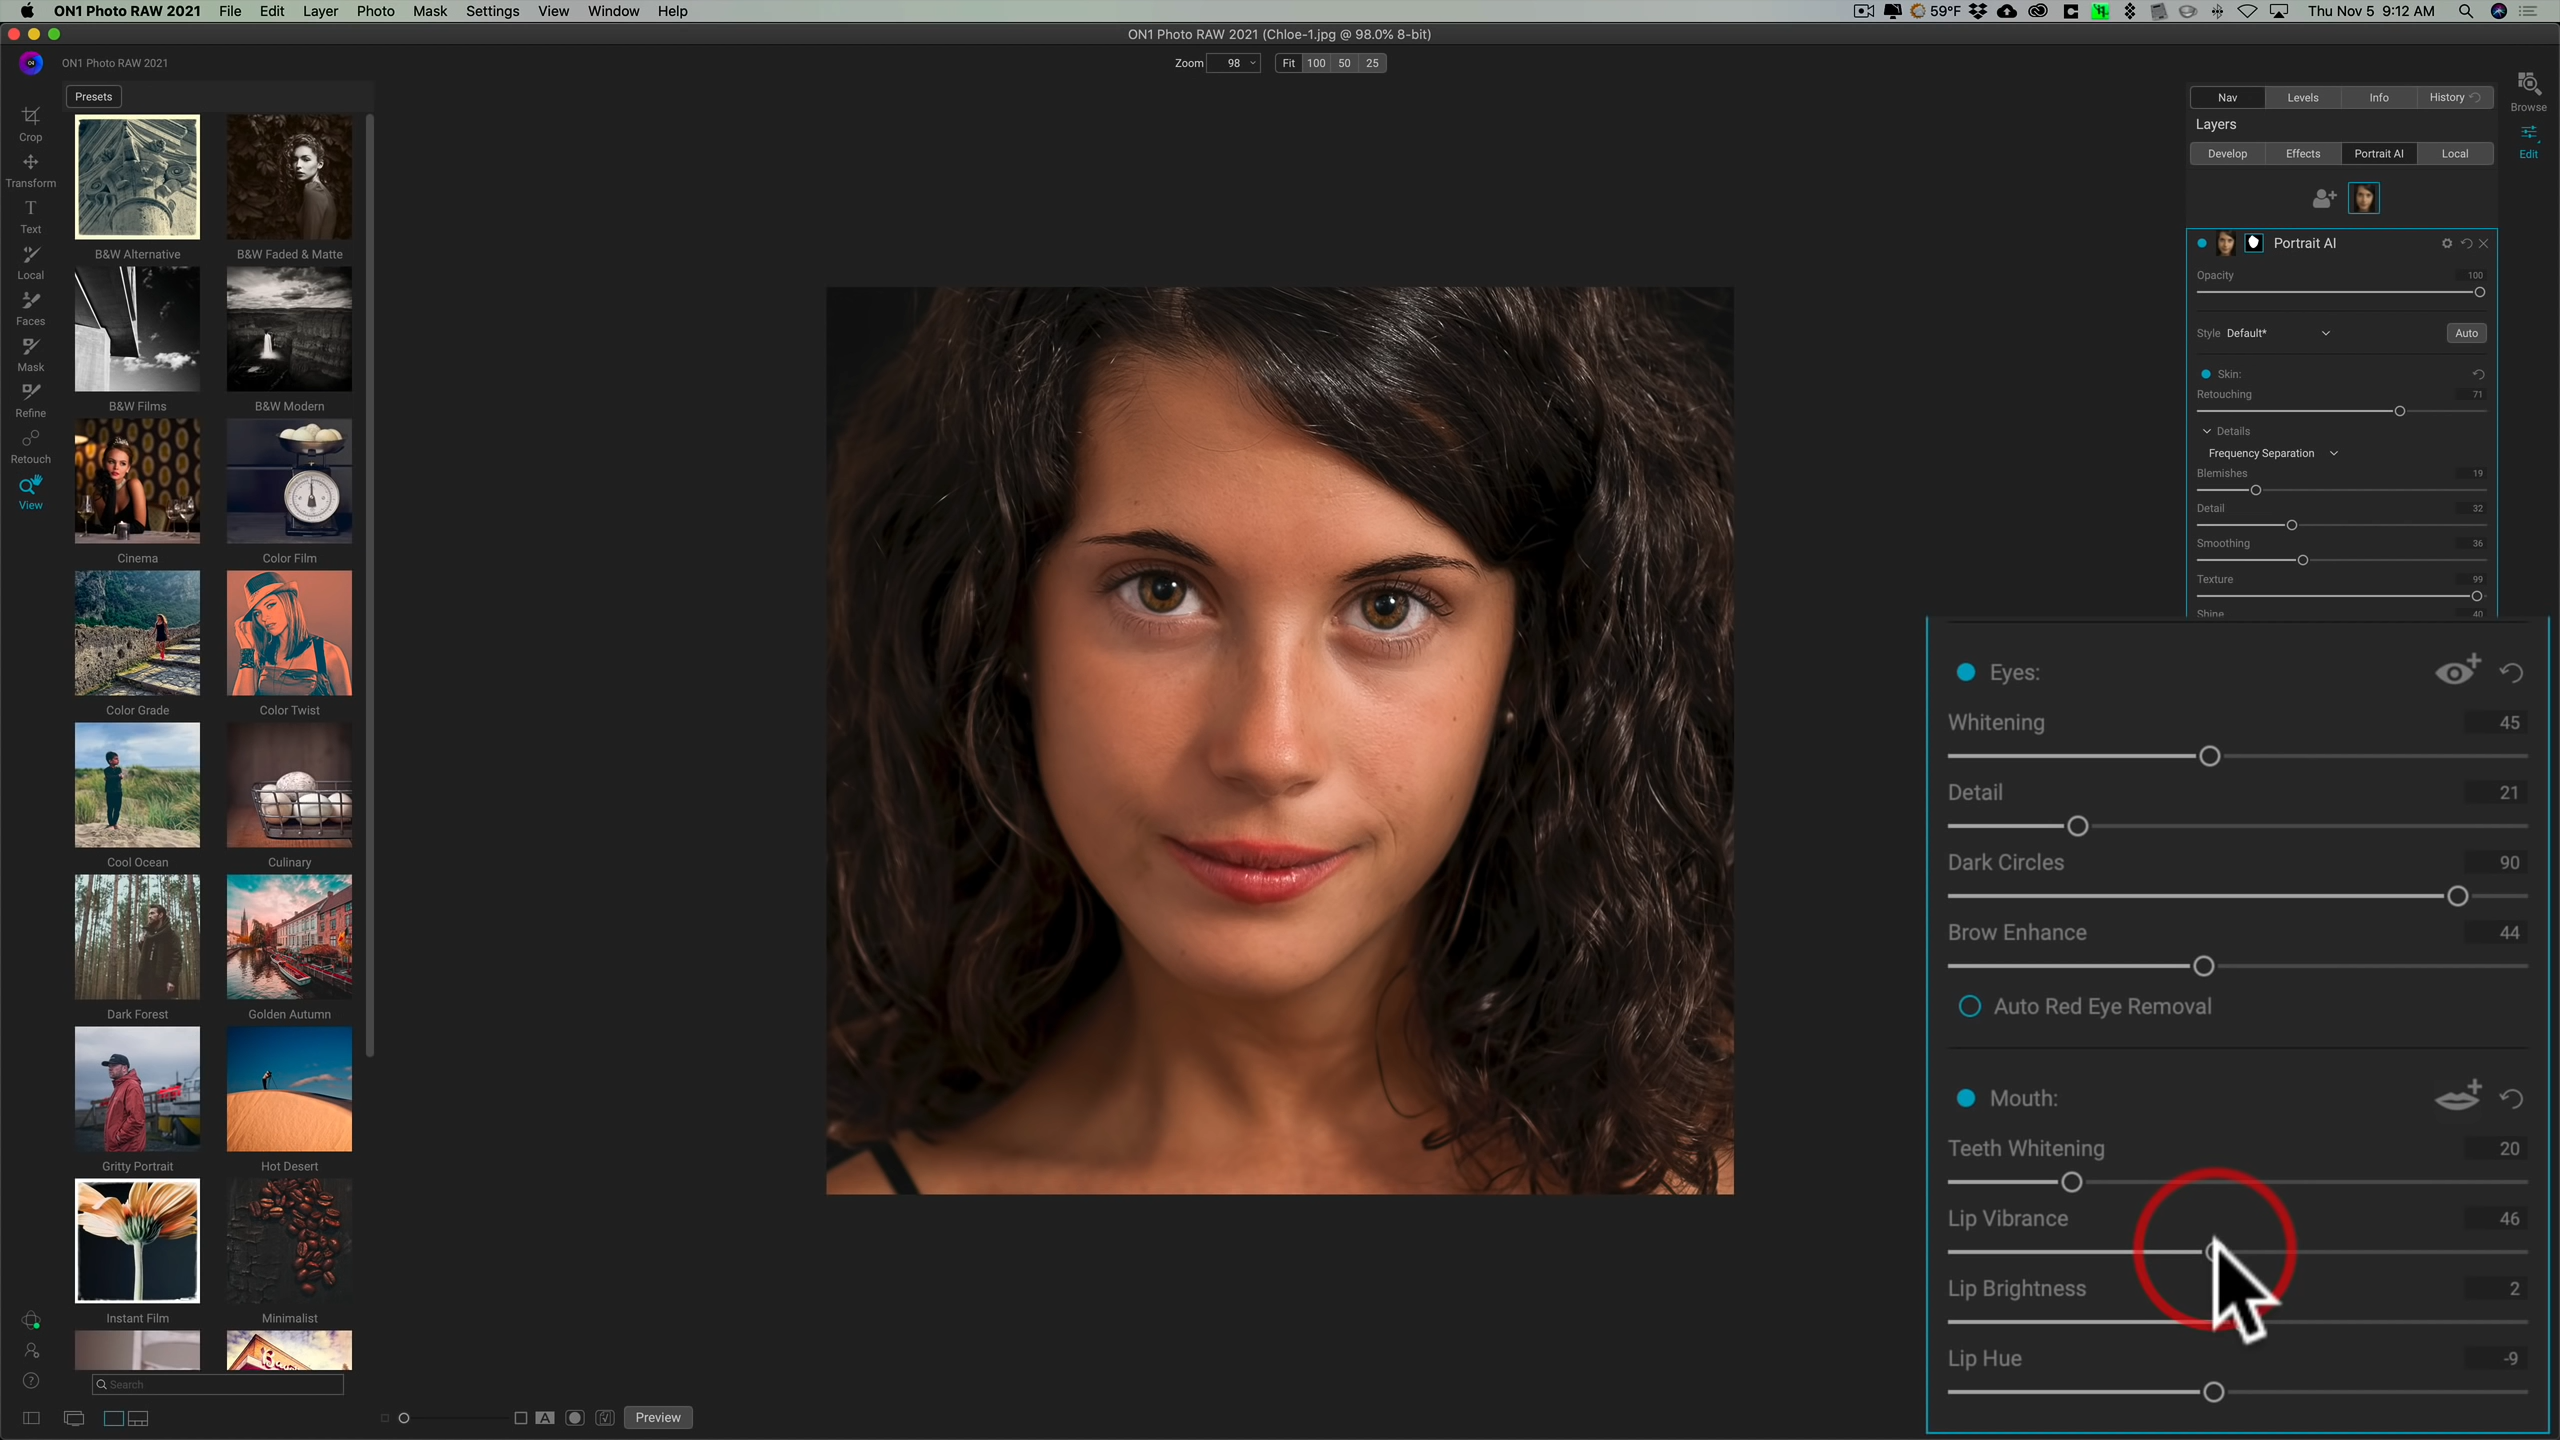 ON1 Photo RAW 2021 File Edit Layer Photo Mask Settings View Window Help 59°F Thu Nov 5 9:12 AM
ON1 Photo RAW 2021 (Chloe-1.jpg @ 98.0% 8-bit)
ON1 Photo RAW 2021
Zoom 98 Fit 100 50 25
Presets
Crop
Transform
Text
Local
Faces
Mask
Refine
Retouch
View
B&W Alternative B&W Faded & Matte
B&W Films B&W Modern
Cinema Color Film
Color Grade Color Twist
Cool Ocean Culinary
Dark Forest Golden Autumn
Gritty Portrait Hot Desert
Instant Film Minimalist
Search
A Preview
Nav Levels Info History
Browse
Edit
Layers
Develop Effects Portrait AI Local
Portrait AI
Opacity 100
Style Default* Auto
Skin:
Retouching 71
Details
Frequency Separation
Blemishes 19
Detail 32
Smoothing 36
Texture 99
Shine 40
Eyes:
Whitening 45
Detail 21
Dark Circles 90
Brow Enhance 44
Auto Red Eye Removal
Mouth:
Teeth Whitening 20
Lip Vibrance 46
Lip Brightness 2
Lip Hue -9